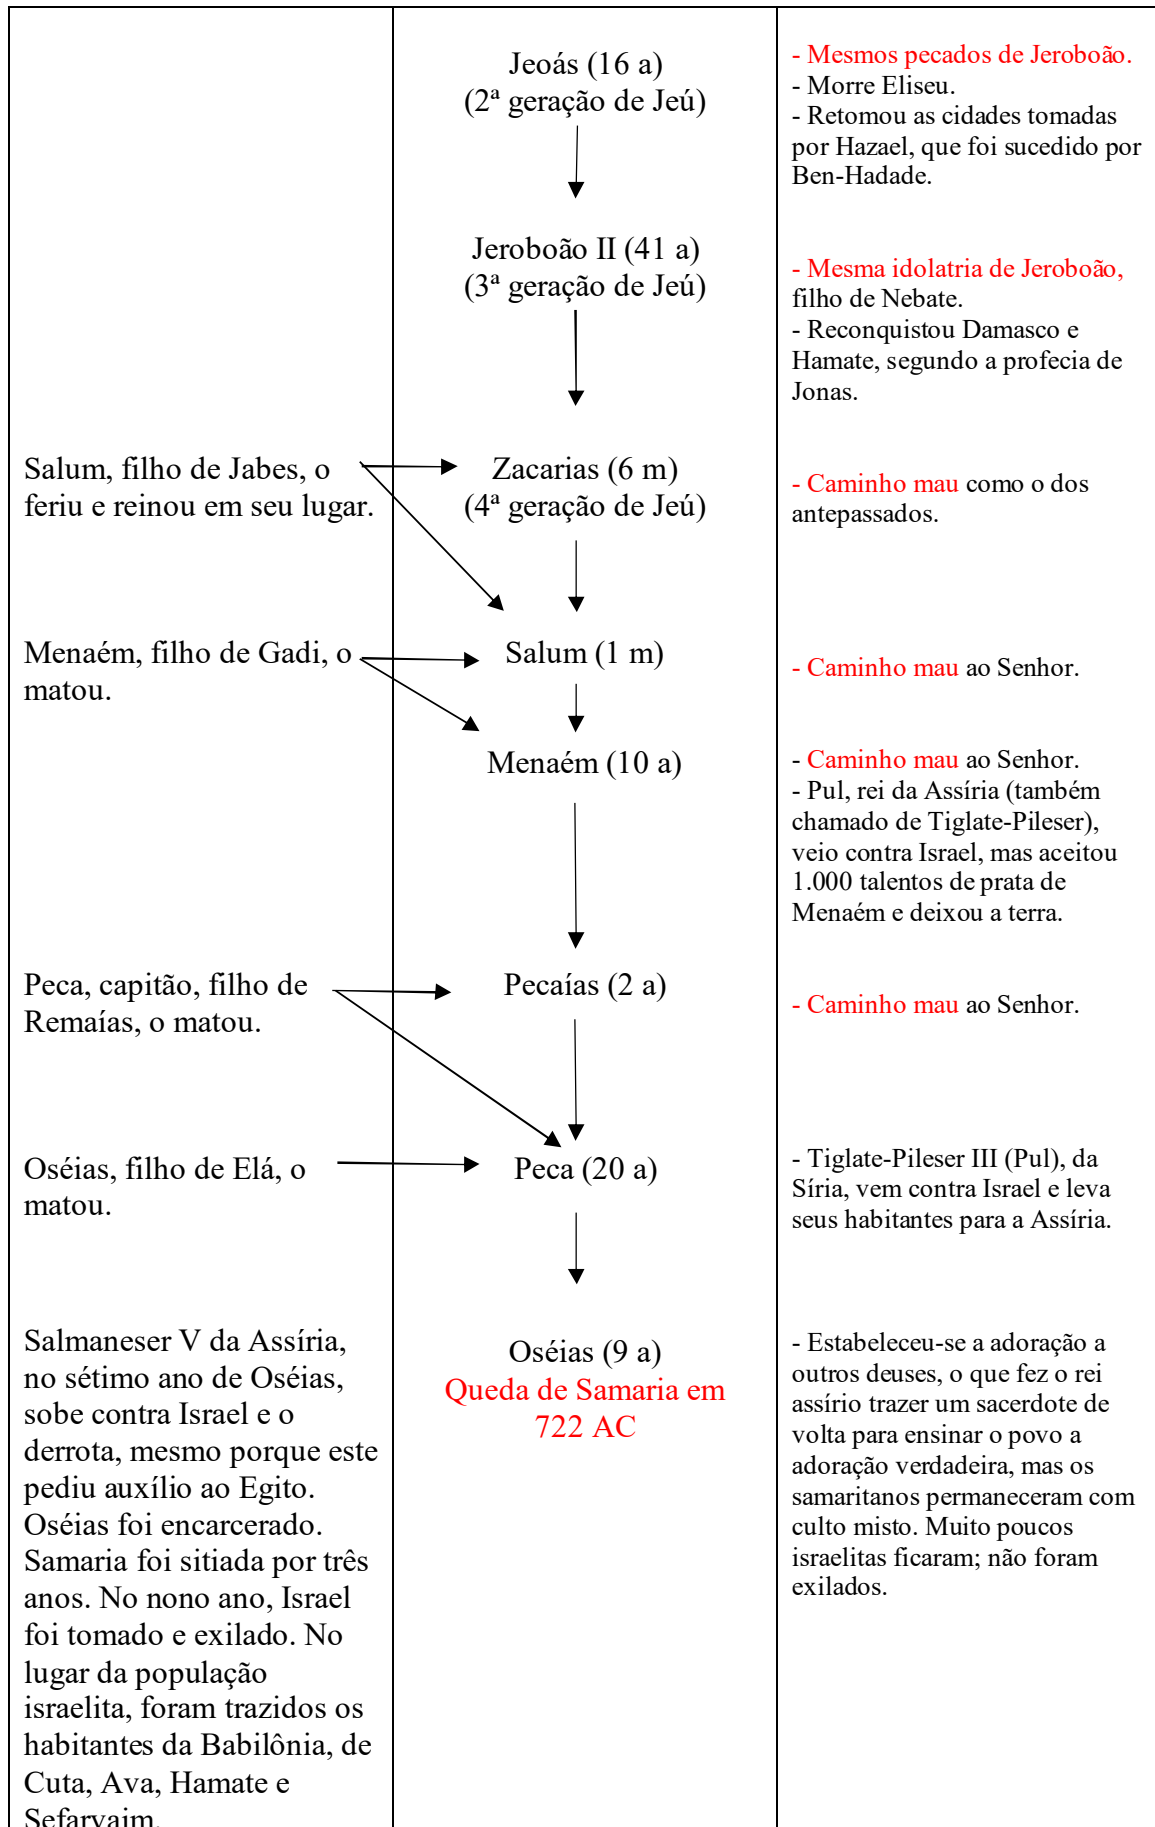 Jeoás (16 a)
(2ª geração de Jeú)
- Mesmos pecados de Jeroboão.
- Morre Eliseu.
- Retomou as cidades tomadas
por Hazael, que foi sucedido por
Ben-Hadade.
Jeroboão II (41 a)
(3ª geração de Jeú)
- Mesma idolatria de Jeroboão,
filho de Nebate.
- Reconquistou Damasco e
Hamate, segundo a profecia de
Jonas.
Salum, filho de Jabes, o
feriu e reinou em seu lugar.
Zacarias (6 m)
(4ª geração de Jeú)
- Caminho mau como o dos
antepassados.
Menaém, filho de Gadi, o
matou.
Salum (1 m)
- Caminho mau ao Senhor.
Menaém (10 a)
- Caminho mau ao Senhor.
- Pul, rei da Assíria (também
chamado de Tiglate-Pileser),
veio contra Israel, mas aceitou
1.000 talentos de prata de
Menaém e deixou a terra.
Peca, capitão, filho de
Remaías, o matou.
Pecaías (2 a)
- Caminho mau ao Senhor.
Oséias, filho de Elá, o
matou.
Peca (20 a)
- Tiglate-Pileser III (Pul), da
Síria, vem contra Israel e leva
seus habitantes para a Assíria.
Salmaneser V da Assíria,
no sétimo ano de Oséias,
sobe contra Israel e o
derrota, mesmo porque este
pediu auxílio ao Egito.
Oséias foi encarcerado.
Samaria foi sitiada por três
anos. No nono ano, Israel
foi tomado e exilado. No
lugar da população
israelita, foram trazidos os
habitantes da Babilônia, de
Cuta, Ava, Hamate e
Sefarvaim.
Oséias (9 a)
Queda de Samaria em
722 AC
- Estabeleceu-se a adoração a
outros deuses, o que fez o rei
assírio trazer um sacerdote de
volta para ensinar o povo a
adoração verdadeira, mas os
samaritanos permaneceram com
culto misto. Muito poucos
israelitas ficaram; não foram
exilados.